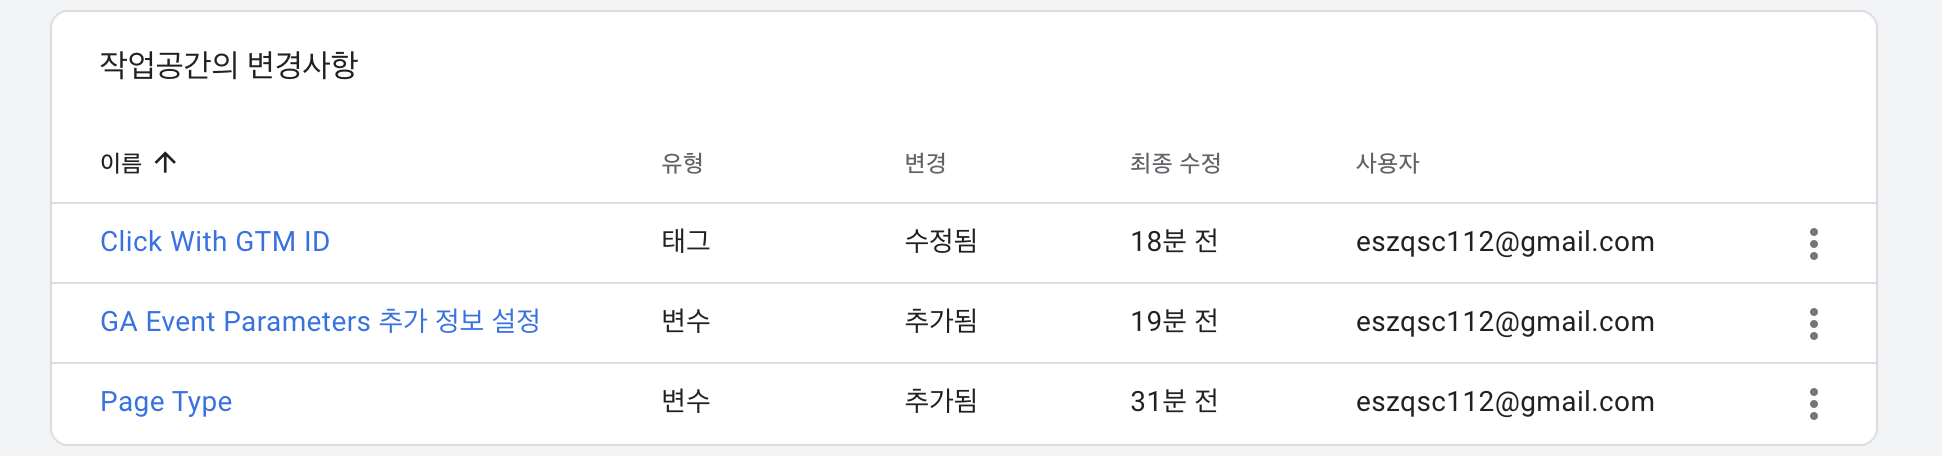 작업공간의 변경사항
이름 ↑ 유형 변경 최종 수정 사용자
Click With GTM ID 태그 수정됨 18분 전 eszqsc112@gmail.com
GA Event Parameters 추가 정보 설정 변수 추가됨 19분 전 eszqsc112@gmail.com
Page Type 변수 추가됨 31분 전 eszqsc112@gmail.com